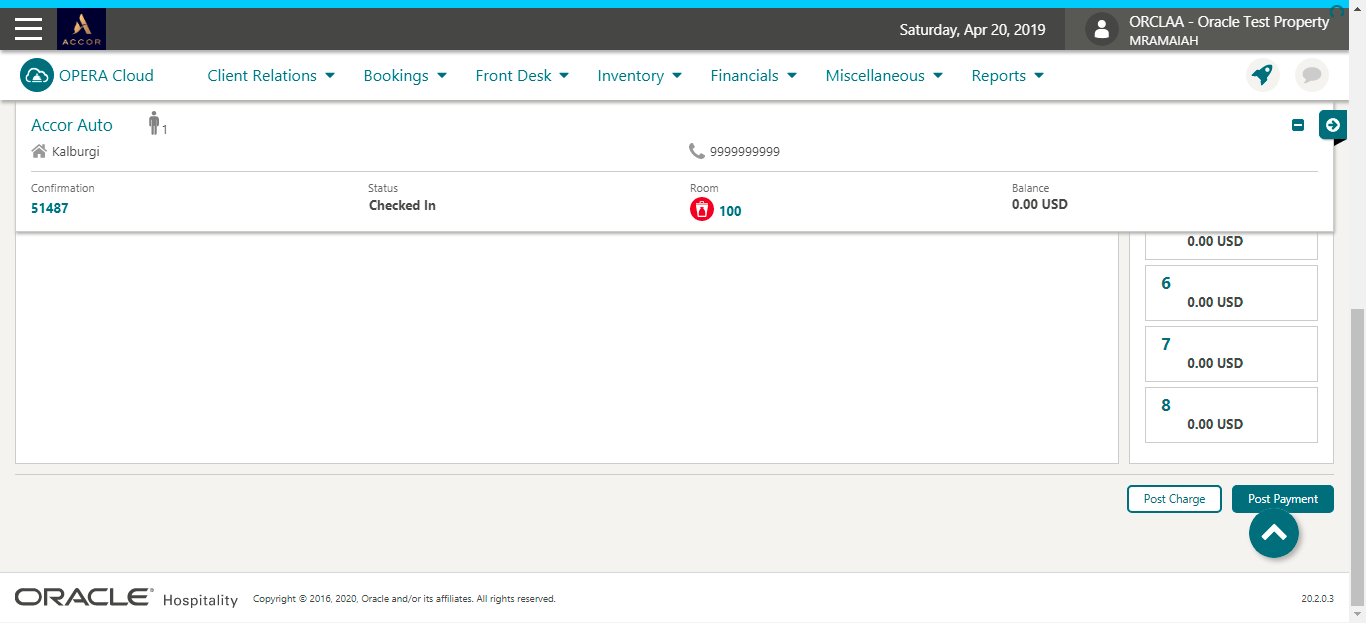 ACCOR
Saturday, Apr 20, 2019
ORCLAA - Oracle Test Property
MRAMAIAH
OPERA Cloud
Client Relations
Bookings
Front Desk
Inventory
Financials
Miscellaneous
Reports
Accor Auto
1
Kalburgi
9999999999
Confirmation
51487
Status
Checked In
Room
100
Balance
0.00 USD
0.00 USD
6
0.00 USD
7
0.00 USD
8
0.00 USD
Post Charge
Post Payment
ORACLE® Hospitality
Copyright © 2016, 2020, Oracle and/or its affiliates. All rights reserved.
20.2.0.3